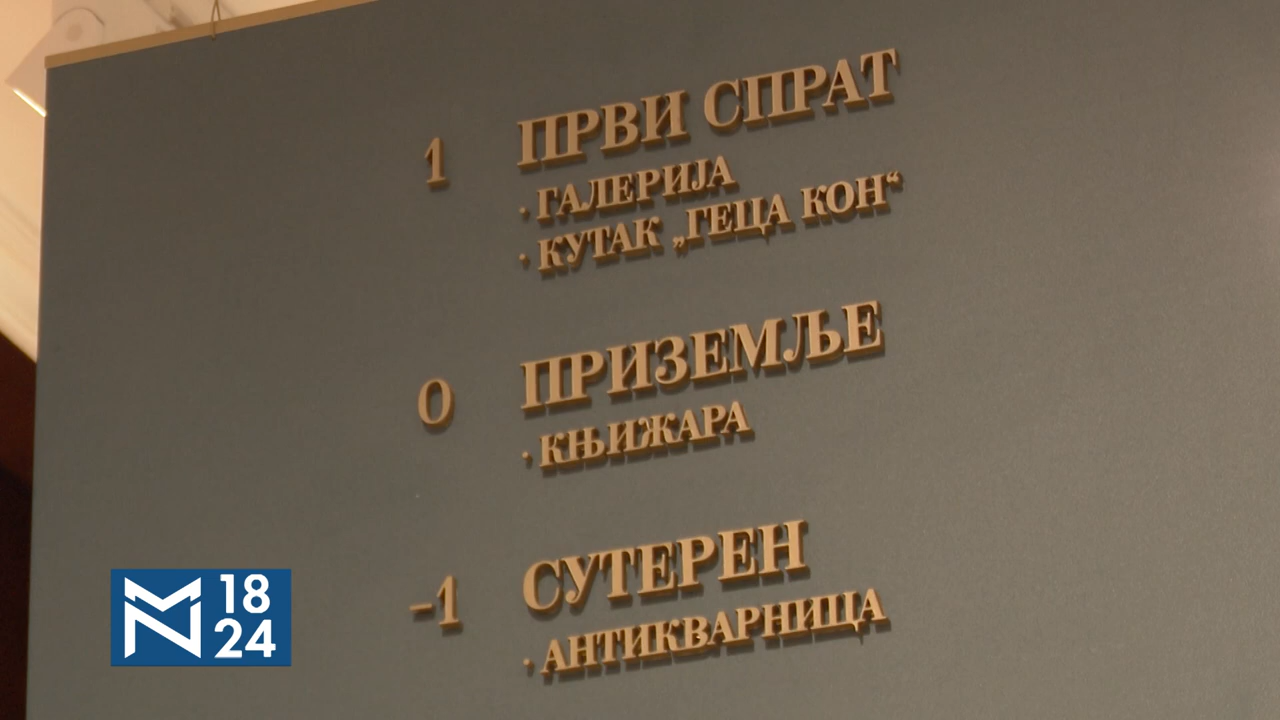 1 ПРВИ СПРАТ
· ГАЛЕРИЈА
· КУТАК „ГЕЦА КОН“
0 ПРИЗЕМЉЕ
· КЊИЖАРА
-1 СУТЕРЕН
· АНТИКВАРНИЦА
18
24